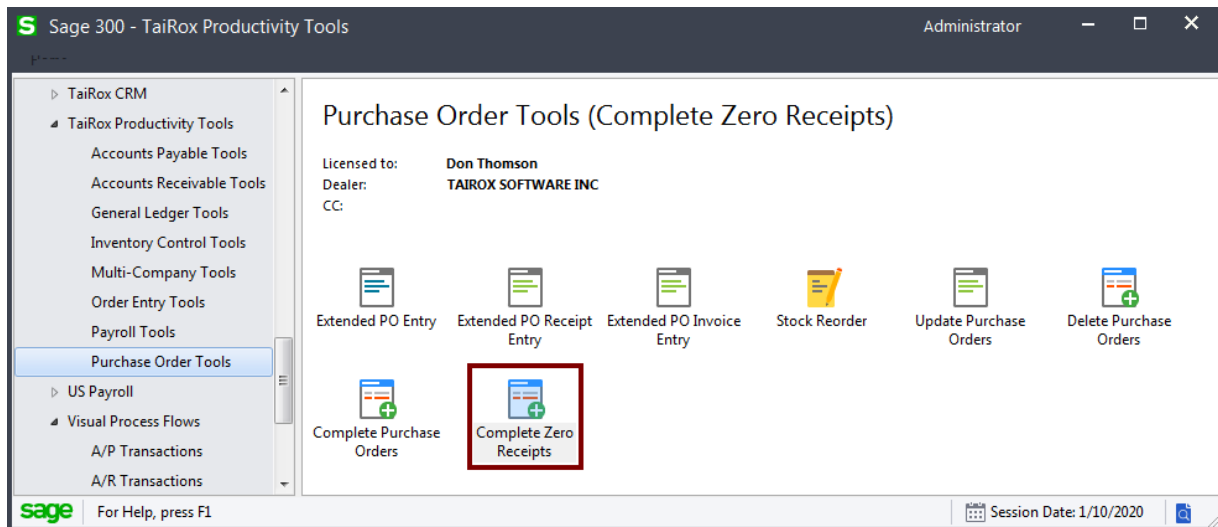 S Sage 300 - TaiRox Productivity Tools
Administrator
TaiRox CRM
TaiRox Productivity Tools
Accounts Payable Tools
Accounts Receivable Tools
General Ledger Tools
Inventory Control Tools
Multi-Company Tools
Order Entry Tools
Payroll Tools
Purchase Order Tools
US Payroll
Visual Process Flows
A/P Transactions
A/R Transactions
Purchase Order Tools (Complete Zero Receipts)
Licensed to: Don Thomson
Dealer: TAIROX SOFTWARE INC
CC:
Extended PO Entry
Extended PO Receipt
Entry
Extended PO Invoice
Entry
Stock Reorder
Update Purchase
Orders
Delete Purchase
Orders
Complete Purchase
Orders
Complete Zero
Receipts
sage For Help, press F1
Session Date: 1/10/2020